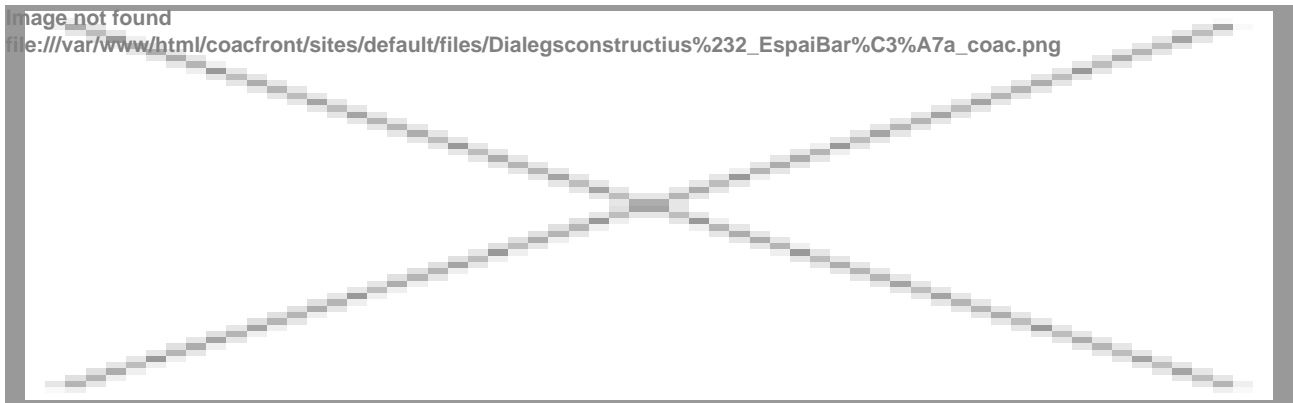 Image not found
file:///var/www/html/coacfront/sites/default/files/Dialegsconstructius%232_EspaiBar%C3%A7a_coac.png